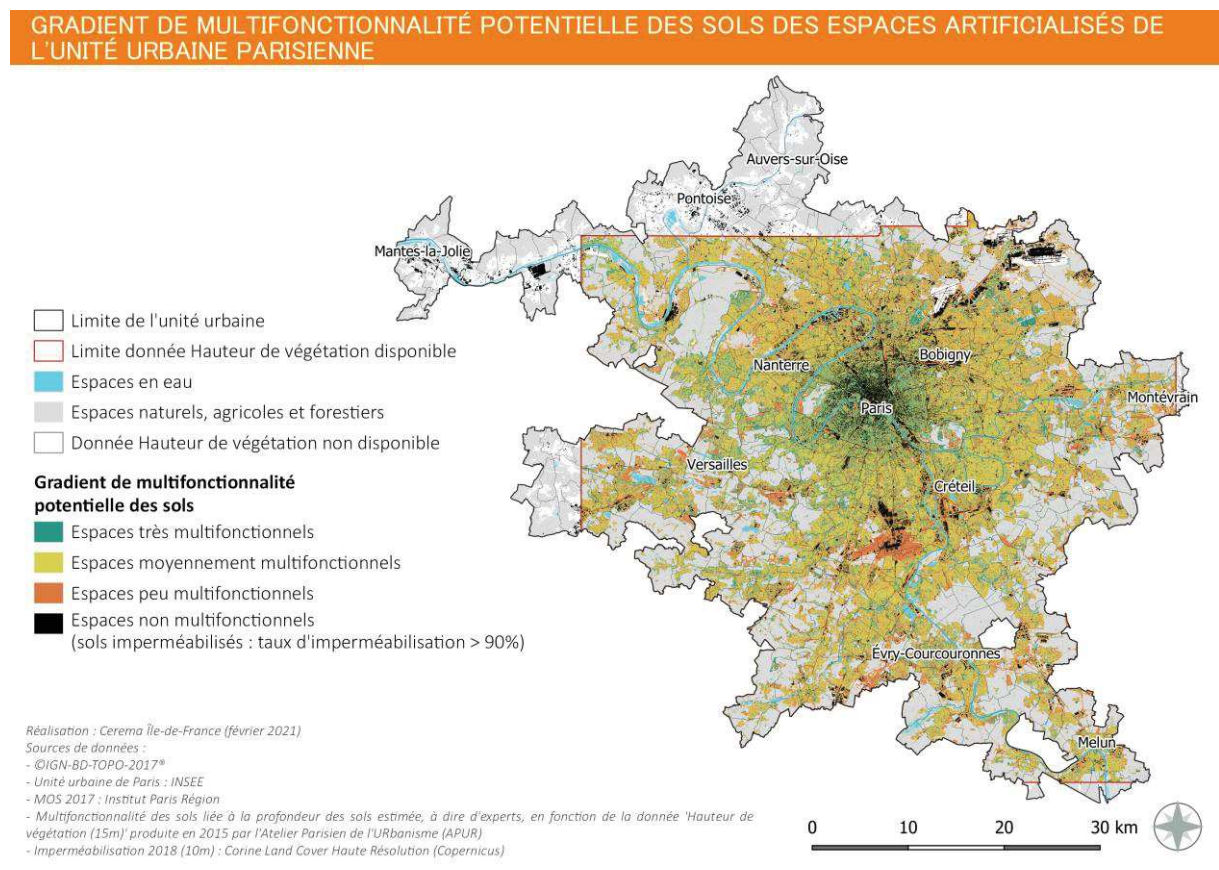 GRADIENT DE MULTIFONCTIONNALITÉ POTENTIELLE DES SOLS DES ESPACES ARTIFICIALISÉS DE
L'UNITÉ URBAINE PARISIENNE
Auvers-sur-Oise
Pontoise
Mantes-la-Jolie
Nanterre
Bobigny
Paris
Montévrain
Versailles
Créteil
Évry-Courcouronnes
Melun
Limite de l'unité urbaine
Limite donnée Hauteur de végétation disponible
Espaces en eau
Espaces naturels, agricoles et forestiers
Donnée Hauteur de végétation non disponible
Gradient de multifonctionnalité
potentielle des sols
Espaces très multifonctionnels
Espaces moyennement multifonctionnels
Espaces peu multifonctionnels
Espaces non multifonctionnels
(sols imperméabilisés : taux d'imperméabilisation > 90%)
Réalisation : Cerema Île-de-France (février 2021)
Sources de données :
- ©IGN-BD-TOPO-2017®
- Unité urbaine de Paris : INSEE
- MOS 2017 : Institut Paris Région
- Multifonctionnalité des sols liée à la profondeur des sols estimée, à dire d'experts, en fonction de la donnée 'Hauteur de
végétation (15m)' produite en 2015 par l'Atelier Parisien de l'URbanisme (APUR)
- Imperméabilisation 2018 (10m) : Corine Land Cover Haute Résolution (Copernicus)
0 10 20 30 km